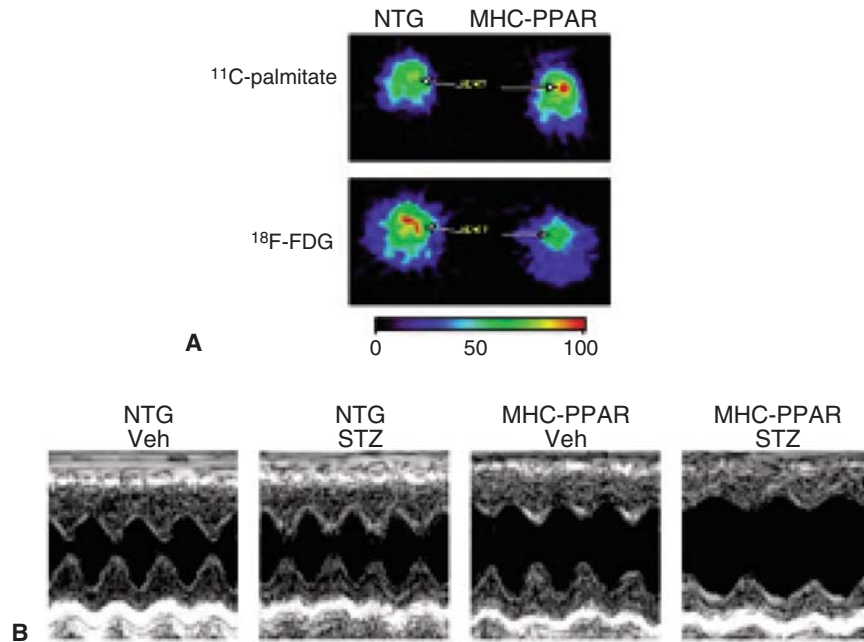 NTG MHC-PPAR
¹¹C-palmitate
¹⁸F-FDG
0 50 100
A
NTG NTG MHC-PPAR MHC-PPAR
Veh STZ Veh STZ
B